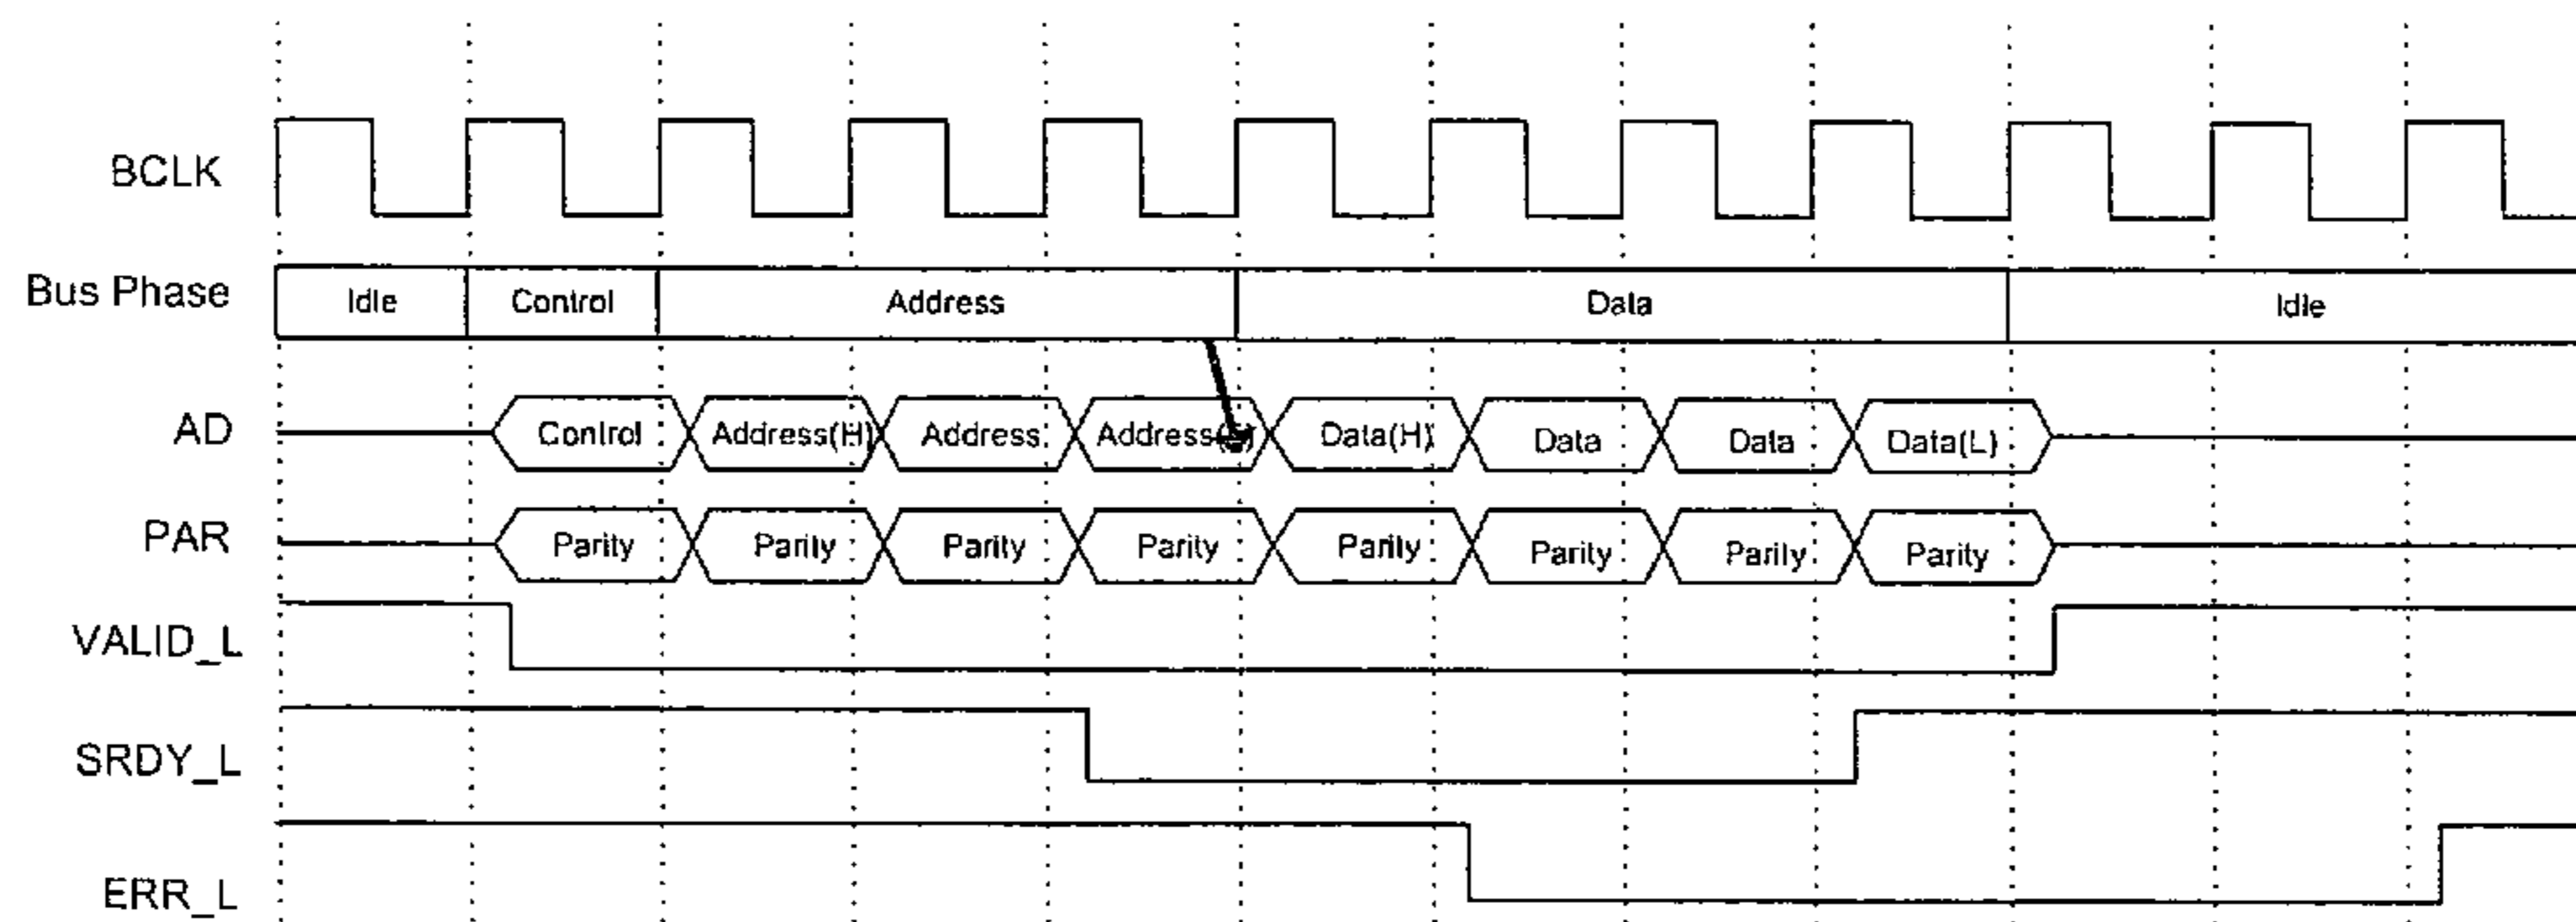 BCLK
Bus Phase Idle Control Address Data Idle
AD Control Address(H) Address Address Data(H) Data Data Data(L)
PAR Parity Parity Parity Parity Parity Parity Parity Parity
VALID_L
SRDY_L
ERR_L